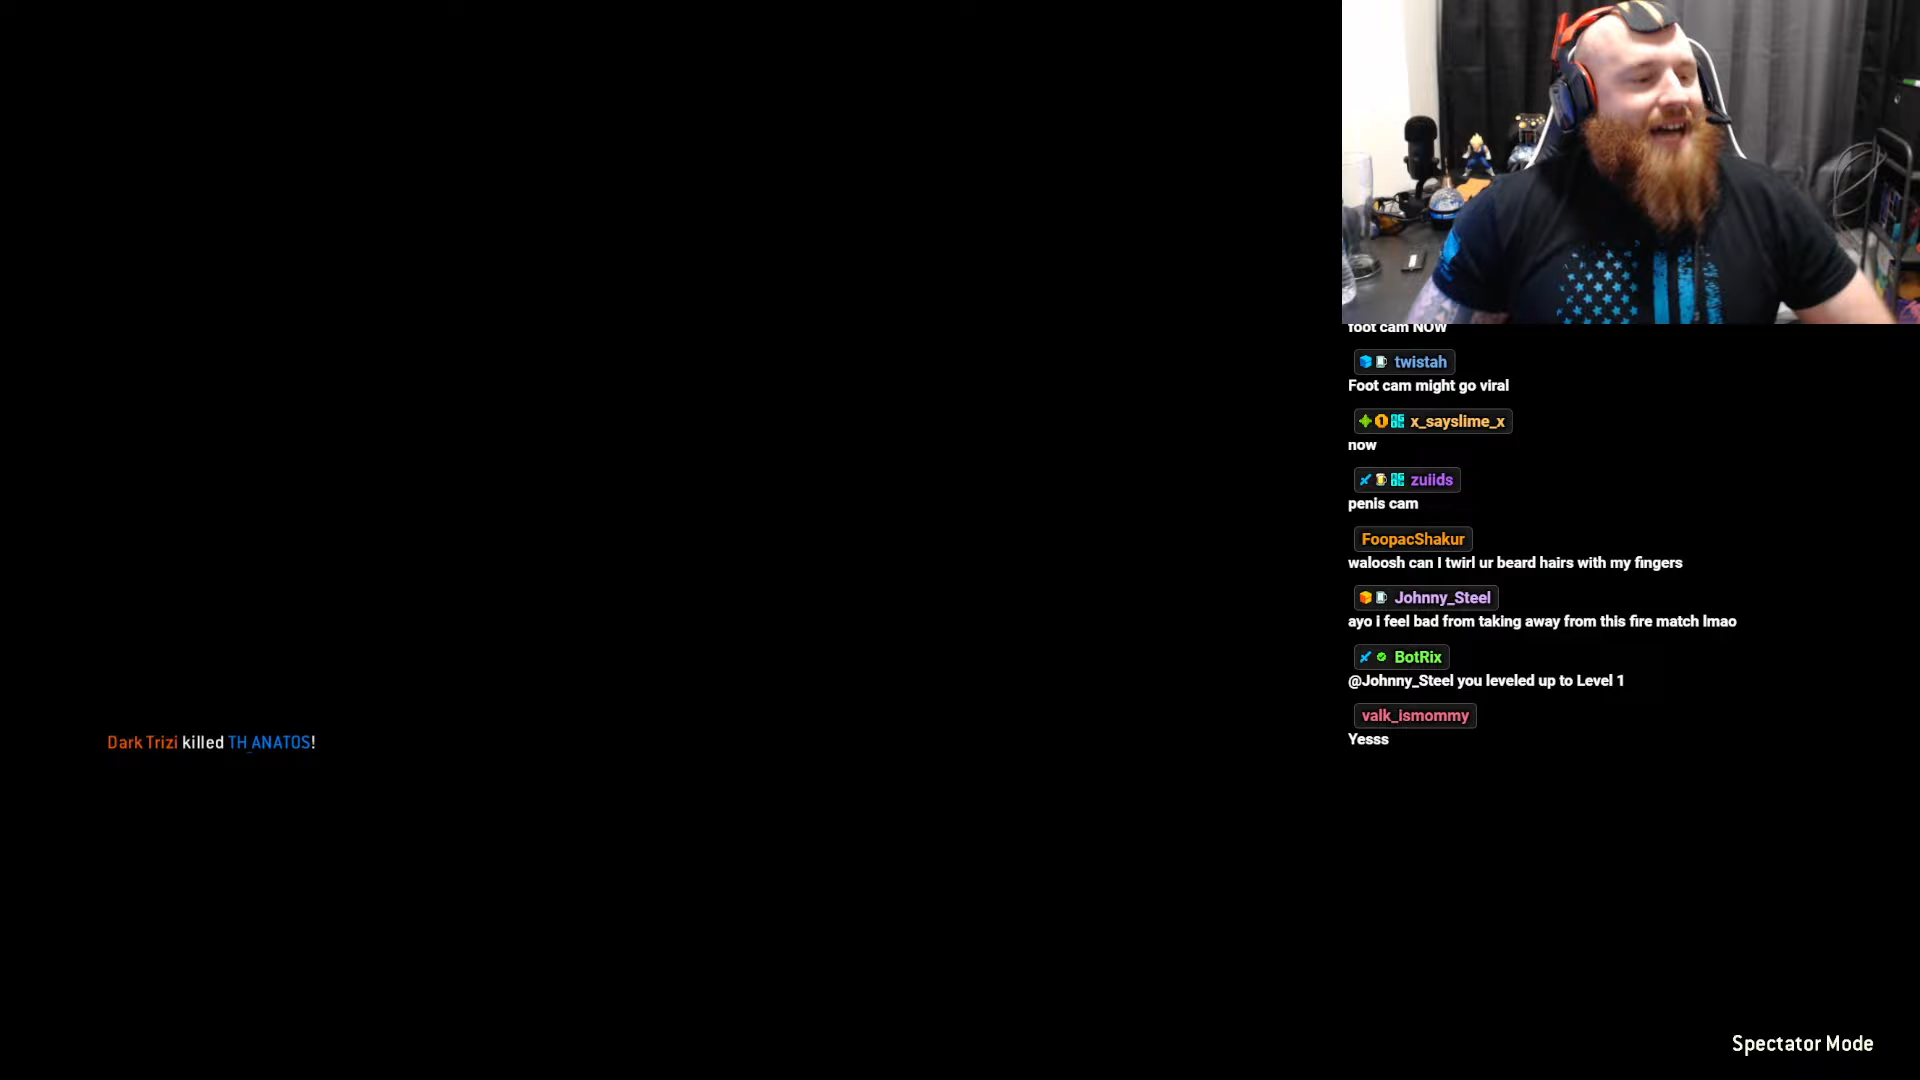 foot cam NOW
twistah
Foot cam might go viral
x_sayslime_x
now
zuiids
penis cam
FoopacShakur
waloosh can I twirl ur beard hairs with my fingers
Johnny_Steel
ayo i feel bad from taking away from this fire match lmao
BotRix
@Johnny_Steel you leveled up to Level 1
valk_ismommy
Yesss
Dark Trizi killed TH_ANATOS!
Spectator Mode